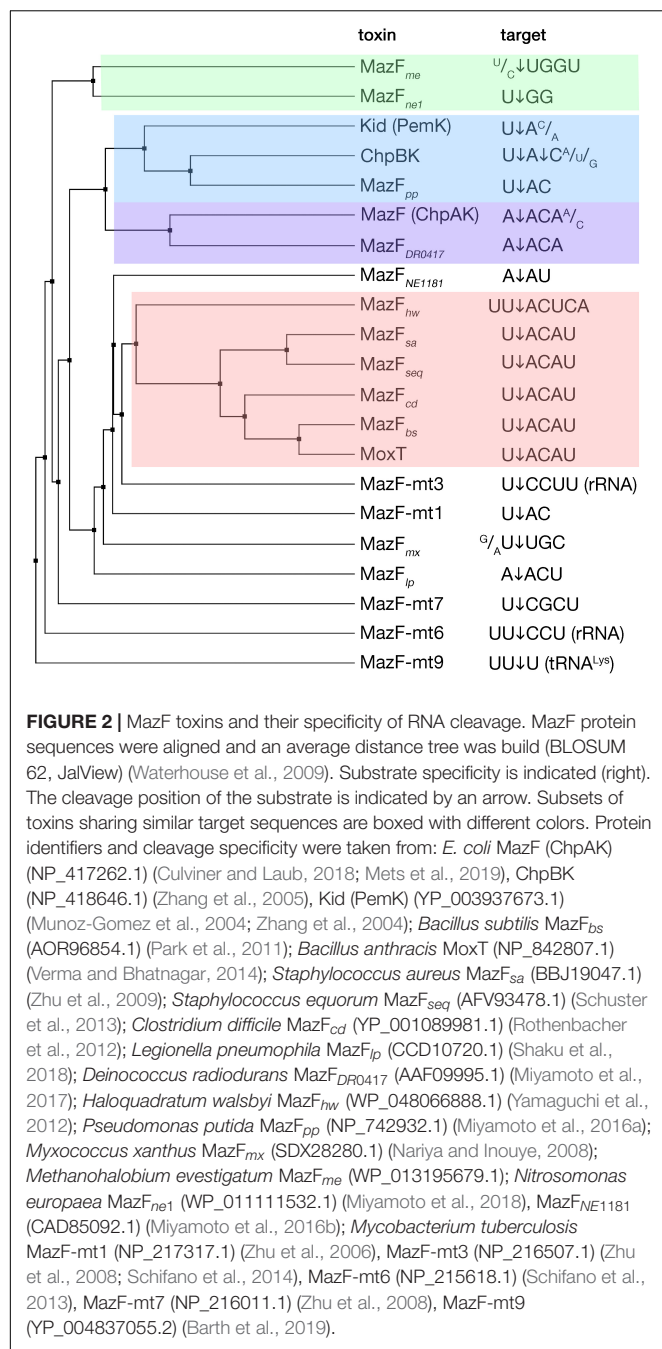 toxin target
MazFme U/C↓UGGU
MazFne1 U↓GG
Kid (PemK) U↓AC/A
ChpBK U↓A↓CA/U/G
MazFpp U↓AC
MazF (ChpAK) A↓ACAA/C
MazFDR0417 A↓ACA
MazFNE1181 A↓AU
MazFhw UU↓ACUCA
MazFsa U↓ACAU
MazFseq U↓ACAU
MazFcd U↓ACAU
MazFbs U↓ACAU
MoxT U↓ACAU
MazF-mt3 U↓CCUU (rRNA)
MazF-mt1 U↓AC
MazFmx G/AU↓UGC
MazFlp A↓ACU
MazF-mt7 U↓CGCU
MazF-mt6 UU↓CCU (rRNA)
MazF-mt9 UU↓U (tRNALys)
FIGURE 2 | MazF toxins and their specificity of RNA cleavage. MazF protein
sequences were aligned and an average distance tree was build (BLOSUM
62, JalView) (Waterhouse et al., 2009). Substrate specificity is indicated (right).
The cleavage position of the substrate is indicated by an arrow. Subsets of
toxins sharing similar target sequences are boxed with different colors. Protein
identifiers and cleavage specificity were taken from: E. coli MazF (ChpAK)
(NP_417262.1) (Culviner and Laub, 2018; Mets et al., 2019), ChpBK
(NP_418646.1) (Zhang et al., 2005), Kid (PemK) (YP_003937673.1)
(Munoz-Gomez et al., 2004; Zhang et al., 2004); Bacillus subtilis MazFbs
(AOR96854.1) (Park et al., 2011); Bacillus anthracis MoxT (NP_842807.1)
(Verma and Bhatnagar, 2014); Staphylococcus aureus MazFsa (BBJ19047.1)
(Zhu et al., 2009); Staphylococcus equorum MazFseq (AFV93478.1) (Schuster
et al., 2013); Clostridium difficile MazFcd (YP_001089981.1) (Rothenbacher
et al., 2012); Legionella pneumophila MazFlp (CCD10720.1) (Shaku et al.,
2018); Deinococcus radiodurans MazFDR0417 (AAF09995.1) (Miyamoto et al.,
2017); Haloquadratum walsbyi MazFhw (WP_048066888.1) (Yamaguchi et al.,
2012); Pseudomonas putida MazFpp (NP_742932.1) (Miyamoto et al., 2016a);
Myxococcus xanthus MazFmx (SDX28280.1) (Nariya and Inouye, 2008);
Methanohalobium evestigatum MazFme (WP_013195679.1); Nitrosomonas
europaea MazFne1 (WP_011111532.1) (Miyamoto et al., 2018), MazFNE1181
(CAD85092.1) (Miyamoto et al., 2016b); Mycobacterium tuberculosis
MazF-mt1 (NP_217317.1) (Zhu et al., 2006), MazF-mt3 (NP_216507.1) (Zhu
et al., 2008; Schifano et al., 2014), MazF-mt6 (NP_215618.1) (Schifano et al.,
2013), MazF-mt7 (NP_216011.1) (Zhu et al., 2008), MazF-mt9
(YP_004837055.2) (Barth et al., 2019).